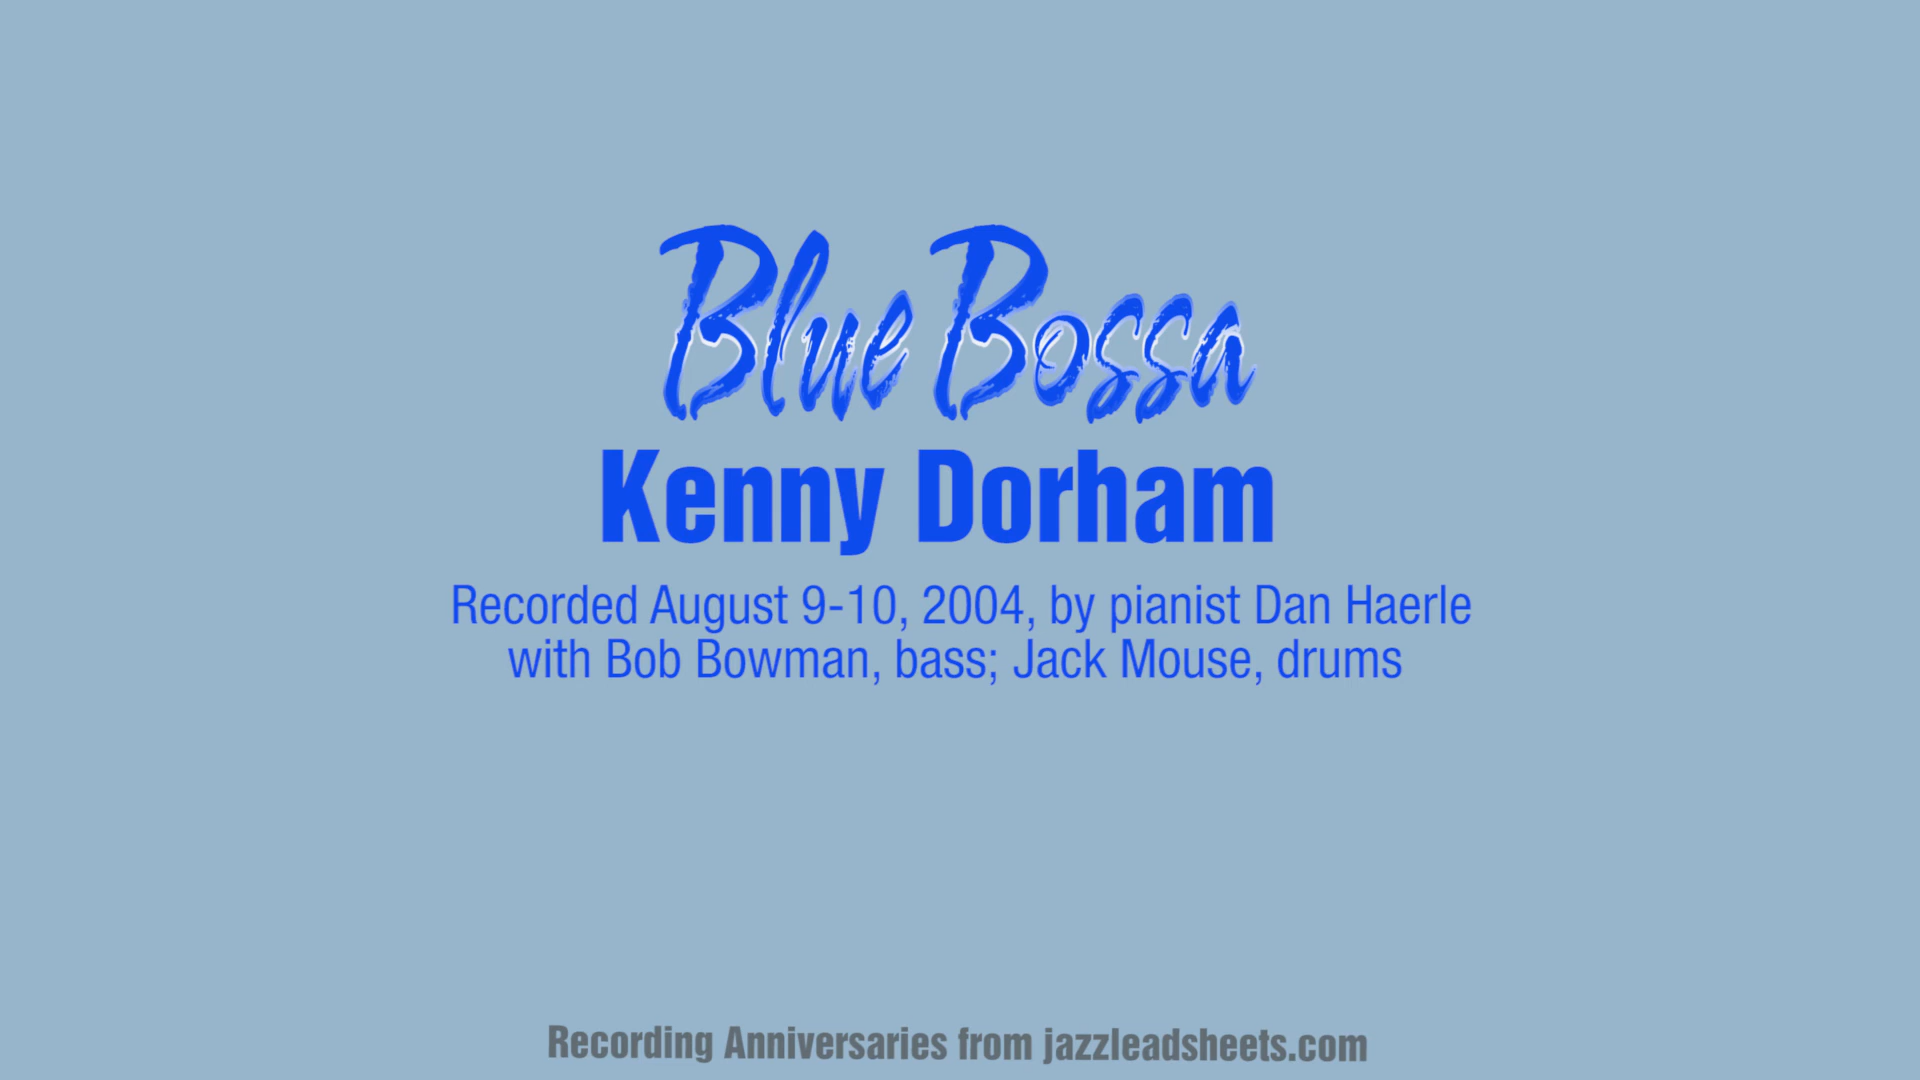 Blue Bossa
Kenny Dorham
Recorded August 9-10, 2004, by pianist Dan Haerle
with Bob Bowman, bass; Jack Mouse, drums
Recording Anniversaries from jazzleadsheets.com